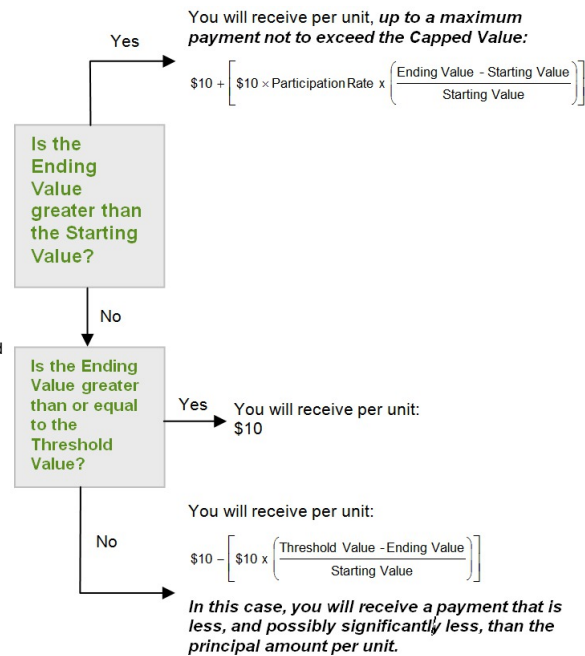 You will receive per unit, up to a maximum
payment not to exceed the Capped Value:
Yes
$10 + [$10 × Participation Rate x (Ending Value - Starting Value / Starting Value)]
Is the
Ending
Value
greater than
the Starting
Value?
No
Is the Ending
Value greater
than or equal
to the
Threshold
Value?
Yes
You will receive per unit:
$10
You will receive per unit:
No
$10 – [$10 x (Threshold Value - Ending Value / Starting Value)]
In this case, you will receive a payment that is
less, and possibly significantly less, than the
principal amount per unit.